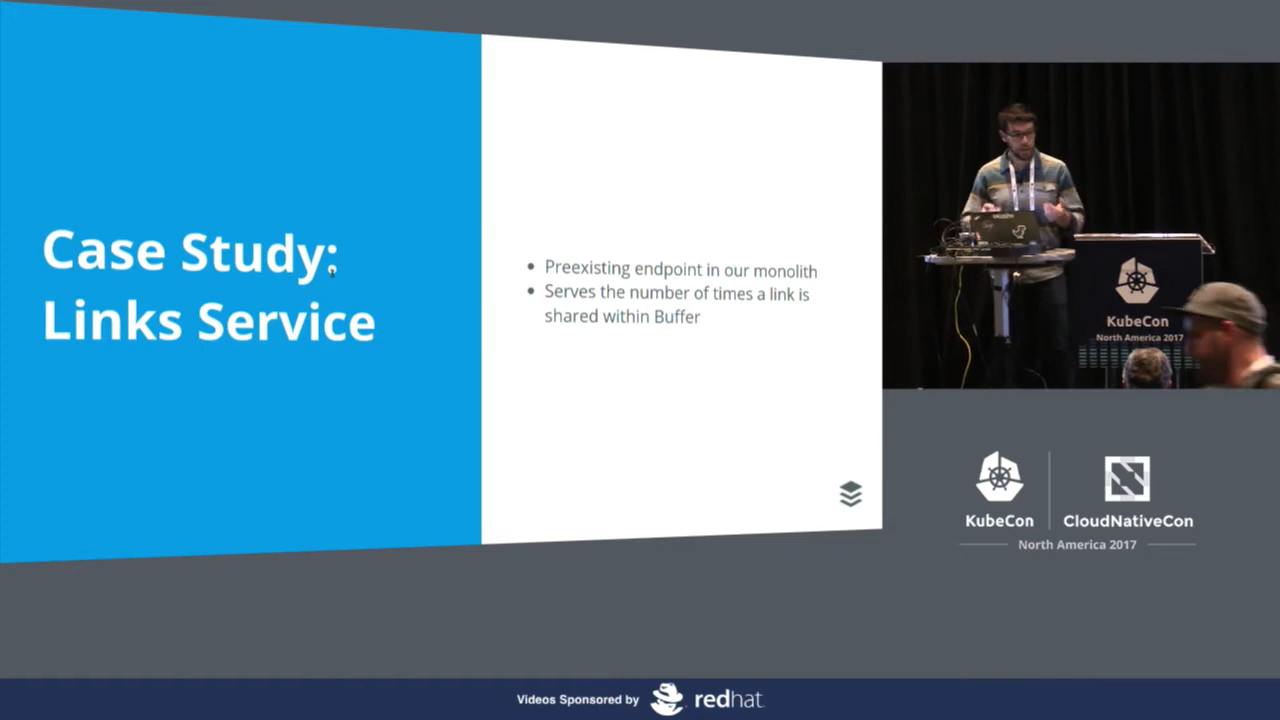 Case Study:
Links Service
Preexisting endpoint in our monolith
Serves the number of times a link is
shared within Buffer
KubeCon
North America 2017
KubeCon
CloudNativeCon
North America 2017
Videos Sponsored by
redhat.